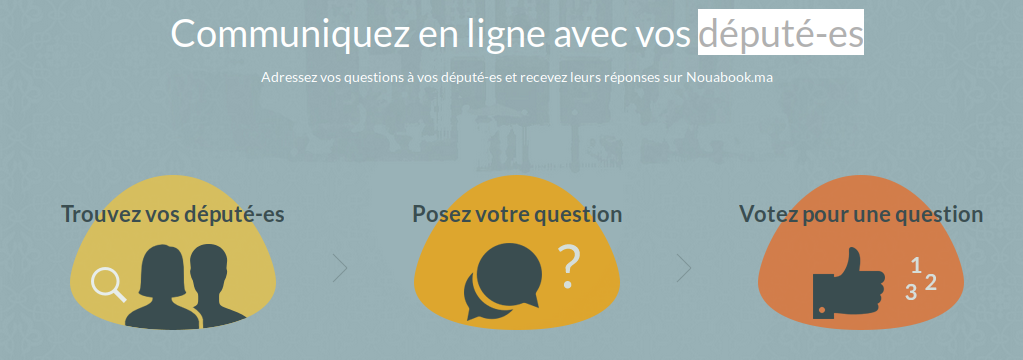 Communiquez en ligne avec vos député-es
Adressez vos questions à vos député-es et recevez leurs réponses sur Nouabook.ma
Trouvez vos député-es
Posez votre question
Votez pour une question
?
1
2
3